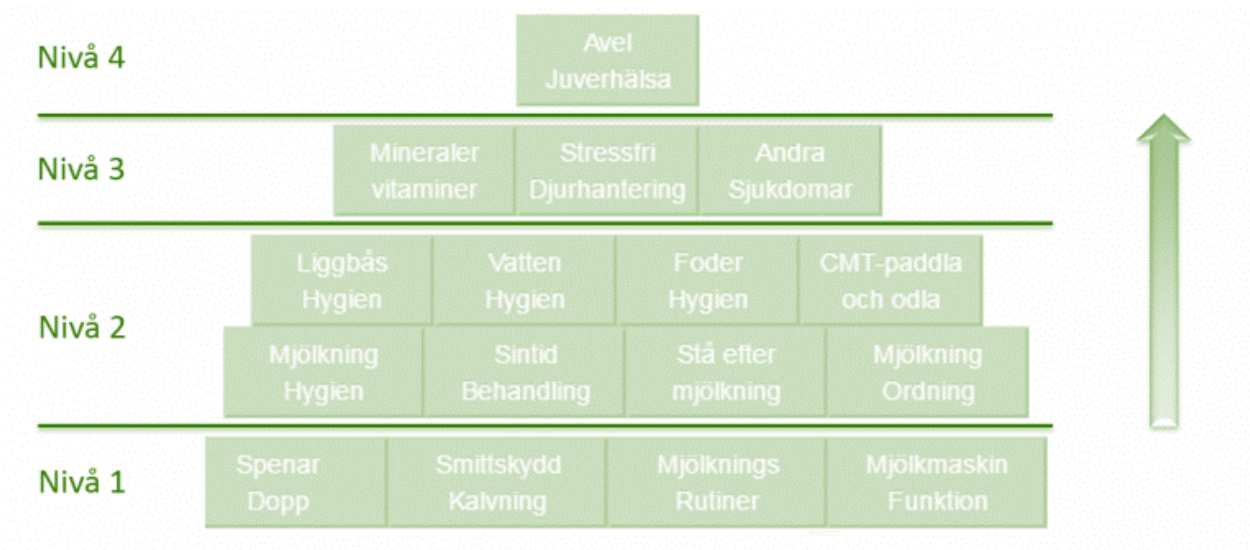 Nivå 4
Avel
Juverhälsa
Nivå 3
Mineraler
vitaminer
Stressfri
Djurhantering
Andra
Sjukdomar
Nivå 2
Liggbås
Hygien
Vatten
Hygien
Foder
Hygien
CMT-paddla
och odla
Mjölkning
Hygien
Sintid
Behandling
Stå efter
mjölkning
Mjölkning
Ordning
Nivå 1
Spenar
Dopp
Smittskydd
Kalvning
Mjölknings
Rutiner
Mjölkmaskin
Funktion